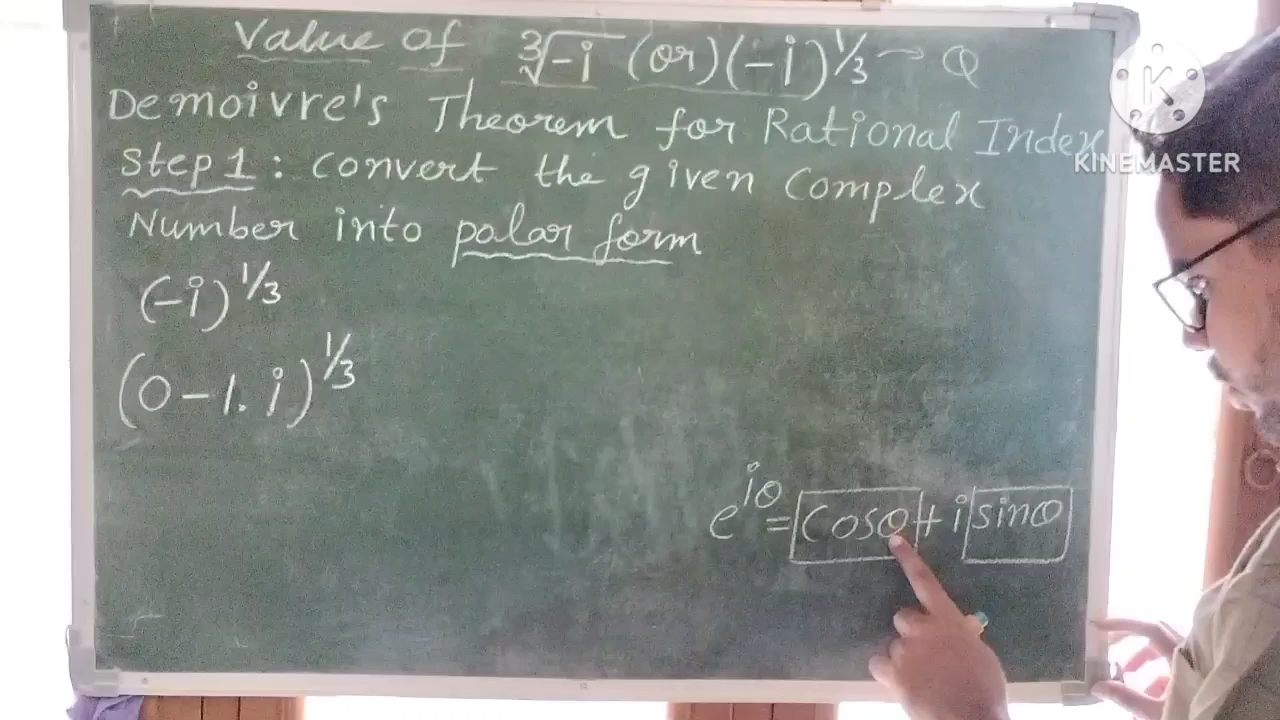 Value of ∛-i (or) (-i)^1/3 → Q
Demoivre's Theorem for Rational Index
Step 1 : Convert the given Complex
Number into polar form
(-i)^1/3
(0 - 1. i)^1/3
e^iθ = Cosθ + i sinθ
K
KINEMASTER